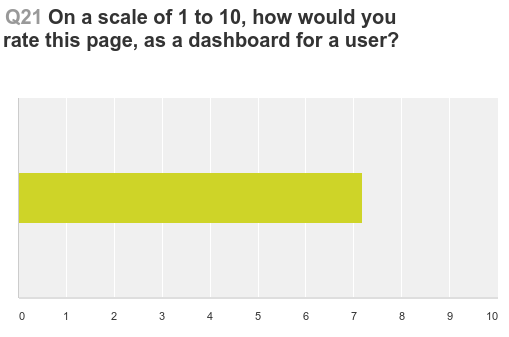 Q21 On a scale of 1 to 10, how would you
rate this page, as a dashboard for a user?
0 1 2 3 4 5 6 7 8 9 10